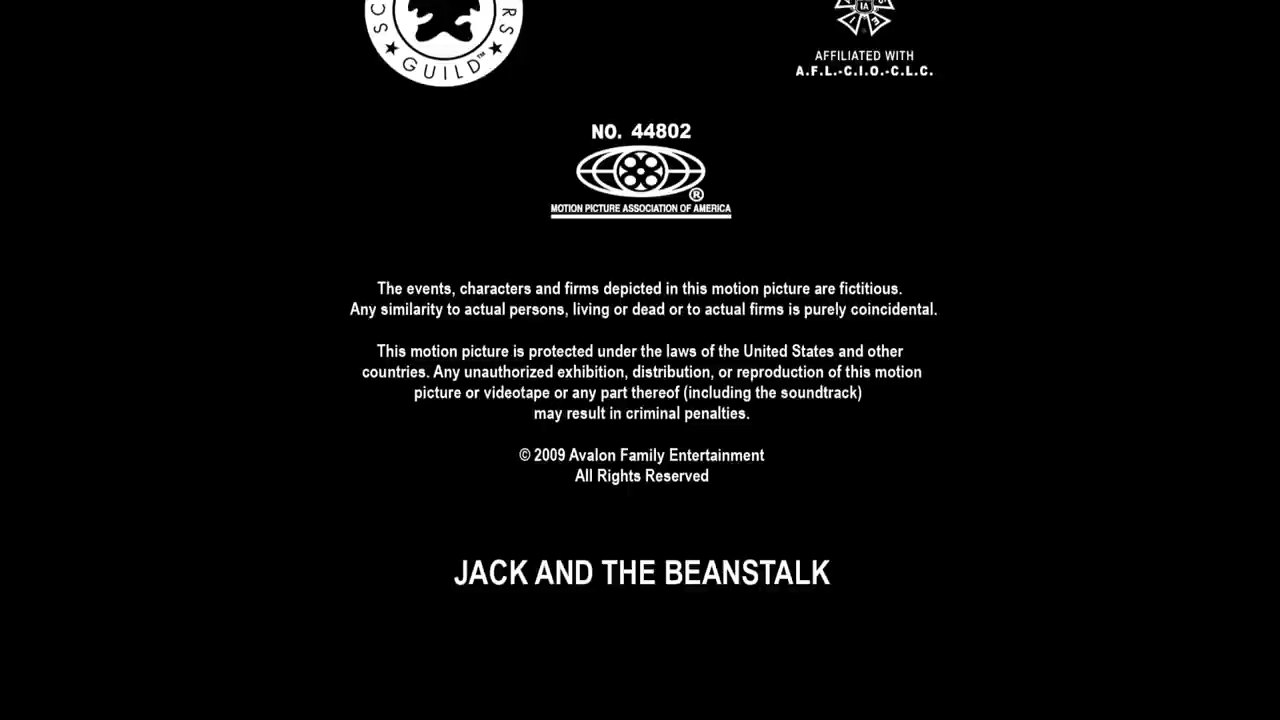 SC RS
GUILD™
IA E
AFFILIATED WITH
A.F.L.-C.I.O.-C.L.C.
NO. 44802
®
MOTION PICTURE ASSOCIATION OF AMERICA
The events, characters and firms depicted in this motion picture are fictitious.
Any similarity to actual persons, living or dead or to actual firms is purely coincidental.
This motion picture is protected under the laws of the United States and other
countries. Any unauthorized exhibition, distribution, or reproduction of this motion
picture or videotape or any part thereof (including the soundtrack)
may result in criminal penalties.
© 2009 Avalon Family Entertainment
All Rights Reserved
JACK AND THE BEANSTALK